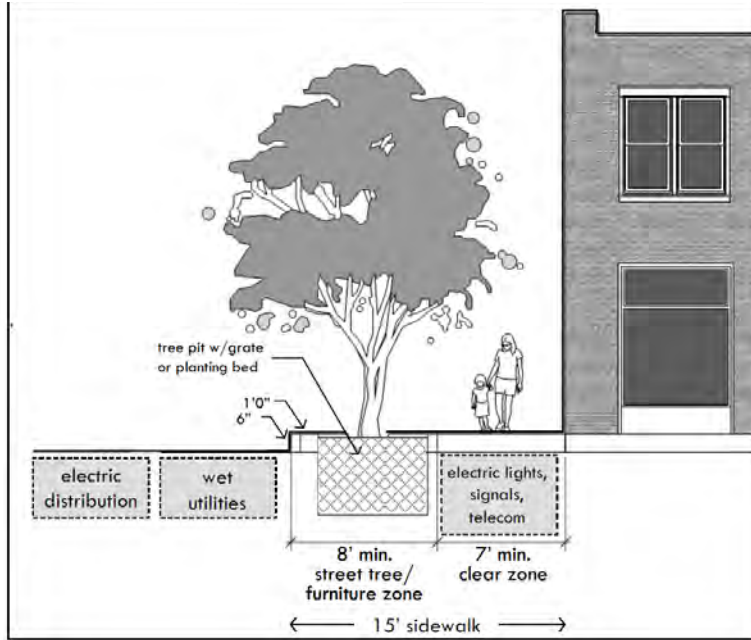 tree pit w/grate
or planting bed
1'0"
6"
electric
distribution
wet
utilities
electric lights,
signals,
telecom
8' min.
street tree/
furniture zone
7' min.
clear zone
15' sidewalk